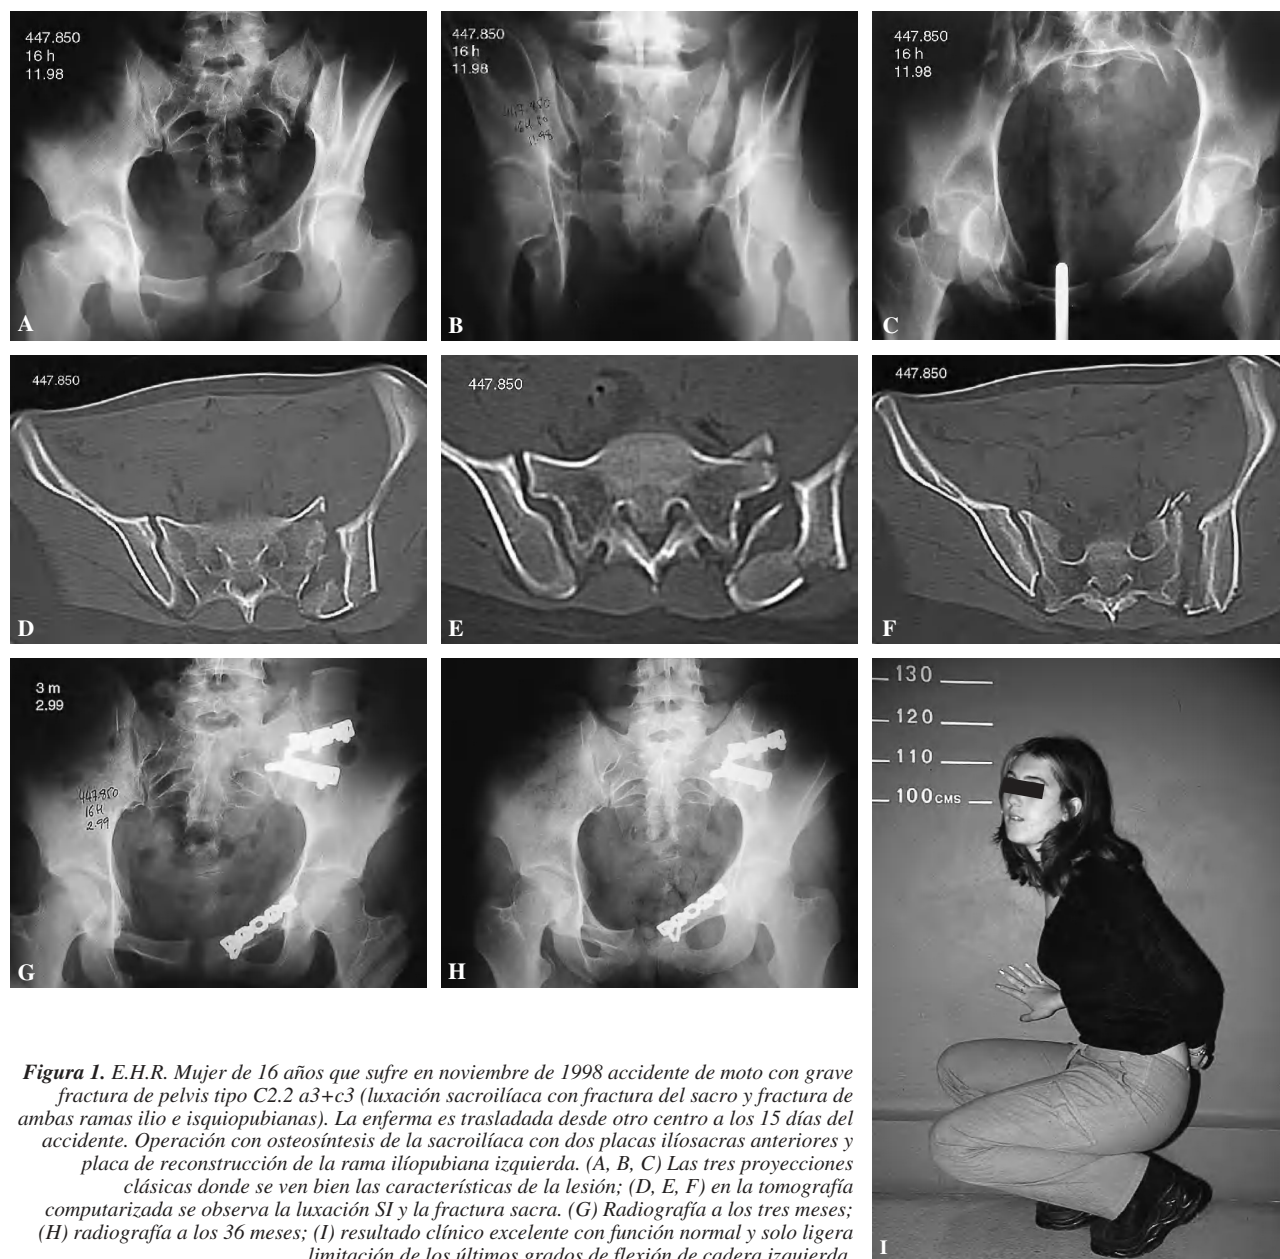 447.850
16 h
11.98
A
447.850
16 h
11.98
447.850
16H
11.98
B
447.850
16 h
11.98
C
447.850
D
447.850
E
447.850
F
3 m
2.99
447.850
16H
2.99
G
H
130
120
110
100 CMS
I
Figura 1. E.H.R. Mujer de 16 años que sufre en noviembre de 1998 accidente de moto con grave
fractura de pelvis tipo C2.2 a3+c3 (luxación sacroilíaca con fractura del sacro y fractura de
ambas ramas ilio e isquiopubianas). La enferma es trasladada desde otro centro a los 15 días del
accidente. Operación con osteosíntesis de la sacroilíaca con dos placas ilíosacras anteriores y
placa de reconstrucción de la rama ilíopubiana izquierda. (A, B, C) Las tres proyecciones
clásicas donde se ven bien las características de la lesión; (D, E, F) en la tomografía
computarizada se observa la luxación SI y la fractura sacra. (G) Radiografía a los tres meses;
(H) radiografía a los 36 meses; (I) resultado clínico excelente con función normal y solo ligera
limitación de los últimos grados de flexión de cadera izquierda.